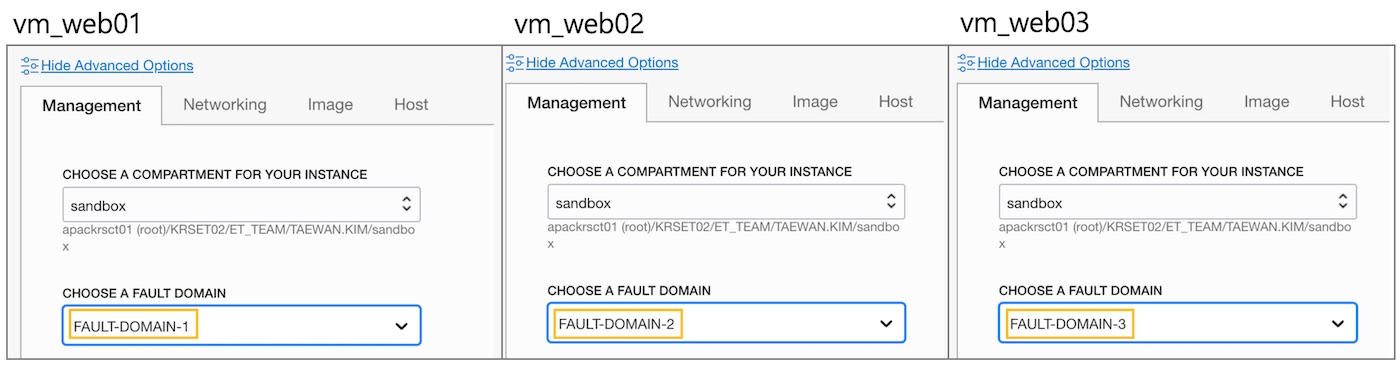 vm_web01
Hide Advanced Options
Management Networking Image Host
CHOOSE A COMPARTMENT FOR YOUR INSTANCE
sandbox
apackrsct01 (root)/KRSET02/ET_TEAM/TAEWAN.KIM/sandbo
x
CHOOSE A FAULT DOMAIN
FAULT-DOMAIN-1
vm_web02
Hide Advanced Options
Management Networking Image Host
CHOOSE A COMPARTMENT FOR YOUR INSTANCE
sandbox
apackrsct01 (root)/KRSET02/ET_TEAM/TAEWAN.KIM/sandbo
x
CHOOSE A FAULT DOMAIN
FAULT-DOMAIN-2
vm_web03
Hide Advanced Options
Management Networking Image Host
CHOOSE A COMPARTMENT FOR YOUR INSTANCE
sandbox
apackrsct01 (root)/KRSET02/ET_TEAM/TAEWAN.KIM/sandbo
x
CHOOSE A FAULT DOMAIN
FAULT-DOMAIN-3